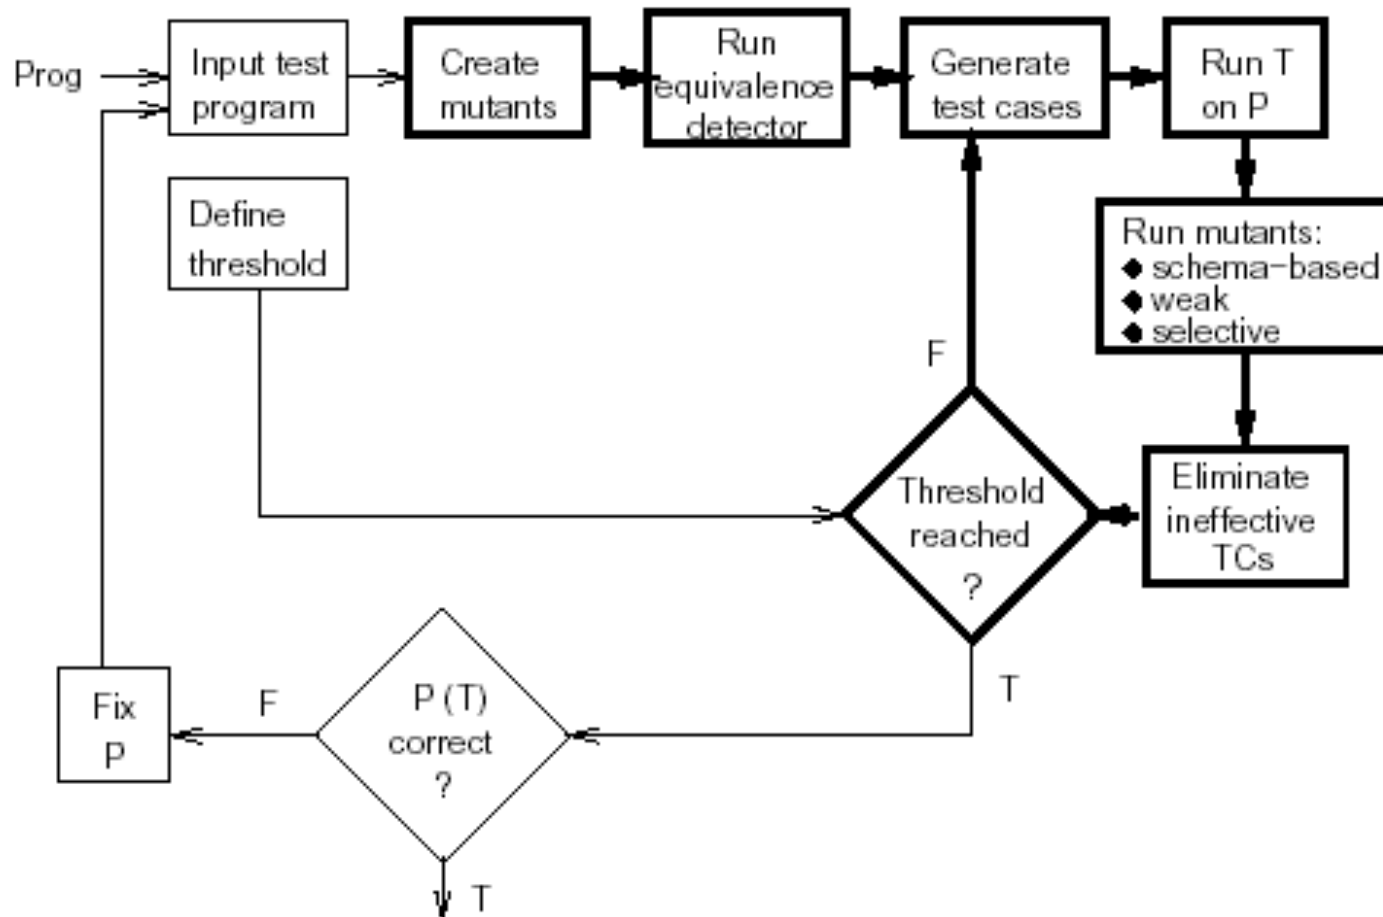 Prog
Input test
program
Create
mutants
Run
equivalence
detector
Generate
test cases
Run T
on P
Define
threshold
Run mutants:
◆ schema-based
◆ weak
◆ selective
F
Threshold
reached
?
Eliminate
ineffective
TCs
T
Fix
P
F
P (T)
correct
?
T